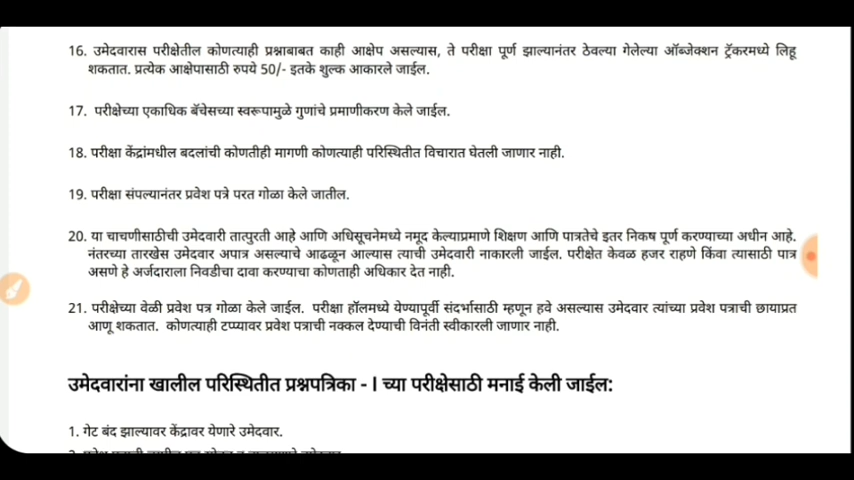 16. उमेदवारास परीक्षेतील कोणत्याही प्रश्नाबाबत काही आक्षेप असल्यास, ते परीक्षा पूर्ण झाल्यानंतर ठेवल्या गेलेल्या ऑब्जेक्शन ट्रॅकरमध्ये लिहू
शकतात. प्रत्येक आक्षेपासाठी रुपये 50/- इतके शुल्क आकारले जाईल.
17. परीक्षेच्या एकाधिक बॅचेसच्या स्वरूपामुळे गुणांचे प्रमाणीकरण केले जाईल.
18. परीक्षा केंद्रांमधील बदलांची कोणतीही मागणी कोणत्याही परिस्थितीत विचारात घेतली जाणार नाही.
19. परीक्षा संपल्यानंतर प्रवेश पत्रे परत गोळा केले जातील.
20. या चाचणीसाठीची उमेदवारी तात्पुरती आहे आणि अधिसूचनेमध्ये नमूद केल्याप्रमाणे शिक्षण आणि पात्रतेचे इतर निकष पूर्ण करण्याच्या अधीन आहे.
नंतरच्या तारखेस उमेदवार अपात्र असल्याचे आढळून आल्यास त्याची उमेदवारी नाकारली जाईल. परीक्षेत केवळ हजर राहणे किंवा त्यासाठी पात्र
असणे हे अर्जदाराला निवडीचा दावा करण्याचा कोणताही अधिकार देत नाही.
21. परीक्षेच्या वेळी प्रवेश पत्र गोळा केले जाईल. परीक्षा हॉलमध्ये येण्यापूर्वी संदर्भासाठी म्हणून हवे असल्यास उमेदवार त्यांच्या प्रवेश पत्राची छायाप्रत
आणू शकतात. कोणत्याही टप्प्यावर प्रवेश पत्राची नक्कल देण्याची विनंती स्वीकारली जाणार नाही.
उमेदवारांना खालील परिस्थितीत प्रश्नपत्रिका - I च्या परीक्षेसाठी मनाई केली जाईल:
1. गेट बंद झाल्यावर केंद्रावर येणारे उमेदवार.